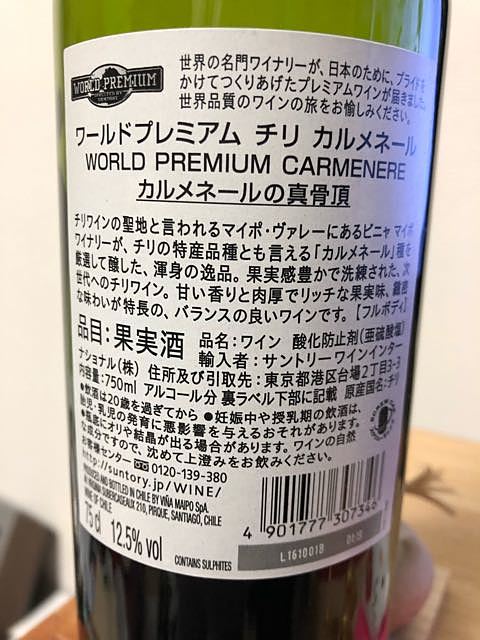 WORLD PREMIUM
SELECTED BY
SUNTORY
世界の名門ワイナリーが、日本のために、プライドを
かけてつくりあげたプレミアムワインが届きました。
世界品質のワインの旅をお愉しみください。
ワールドプレミアム チリ カルメネール
WORLD PREMIUM CARMENERE
カルメネールの真骨頂
チリワインの聖地と言われるマイポ・ヴァレーにあるビニャ マイポ
ワイナリーが、チリの特産品種とも言える「カルメネール」種を
厳選して醸した、渾身の逸品。果実感豊かで洗練された、次
世代へのチリワイン。甘い香りと肉厚でリッチな果実味、緻密
な味わいが特長の、バランスの良いワインです。【フルボディ】
品目:果実酒 品名:ワイン 酸化防止剤(亜硫酸塩)
輸入者:サントリーワインインター
ナショナル(株) 住所及び引取先:東京都港区台場2丁目3-3
内容量:750ml アルコール分 裏ラベル下部に記載 原産国名:チリ
●飲酒は20歳を過ぎてから ●妊娠中や授乳期の飲酒は、
胎児・乳児の発育に悪影響を与えるおそれがあります。
●瓶底にオリや結晶が出る場合があります。ワインの自然
な成分ですので、沈めて上澄みをお飲みください。
お客様センター 0120-139-380
http://suntory.jp/WINE/
PRODUCED AND BOTTLED IN CHILE BY VIÑA MAIPO SpA.
AV. NUEVA SUBERCASEAUX 210, PIRQUE, SANTIAGO, CHILE
WINE OF CHILE
75 cl 12.5% vol
CONTAINS SULPHITES
4 901777 307346
L161001B